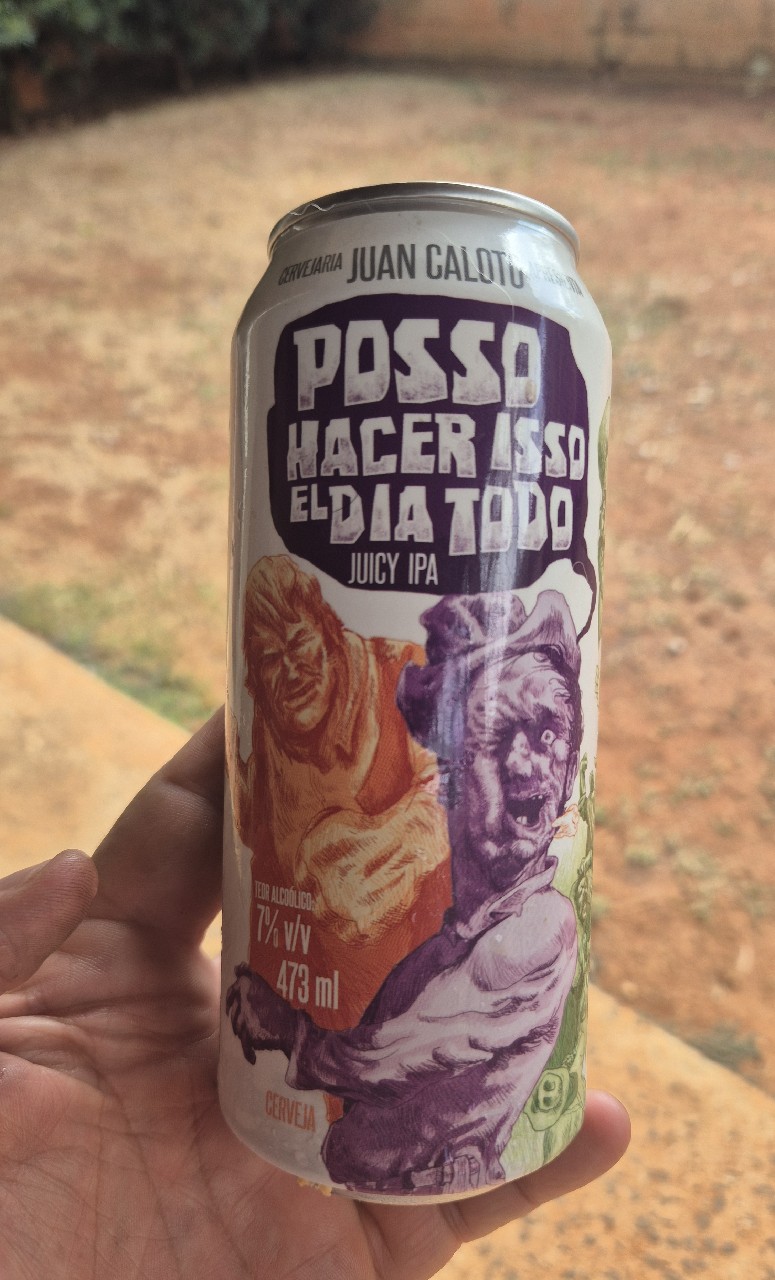 CERVEJARIA JUAN CALOTO
POSSO
HACER ISSO
EL DIA TODO
JUICY IPA
TEOR ALCOÓLICO:
7% v/v
473 ml
CERVEJA